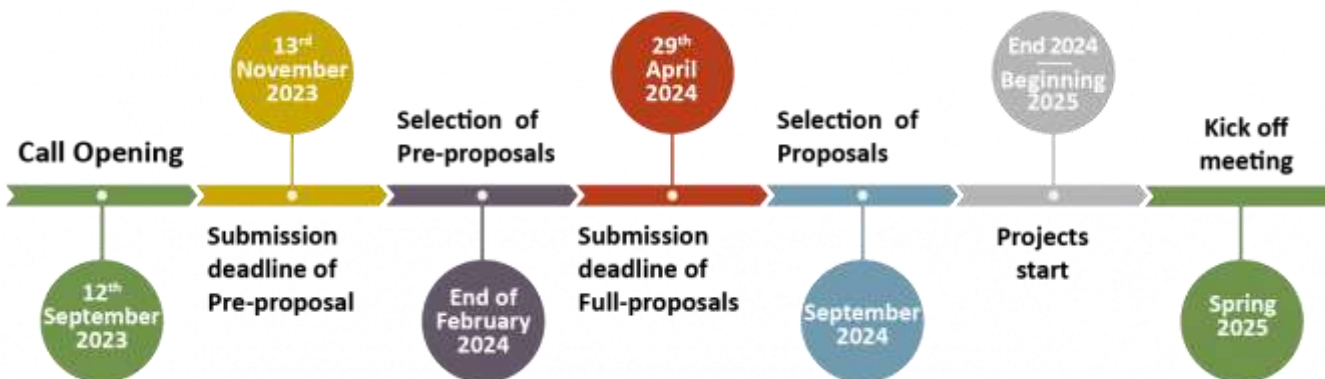 Call Opening
12th
September
2023
13rd
November
2023
Submission
deadline of
Pre-proposal
Selection of
Pre-proposals
End of
February
2024
29th
April
2024
Submission
deadline of
Full-proposals
Selection of
Proposals
September
2024
End 2024
Beginning
2025
Projects
start
Kick off
meeting
Spring
2025